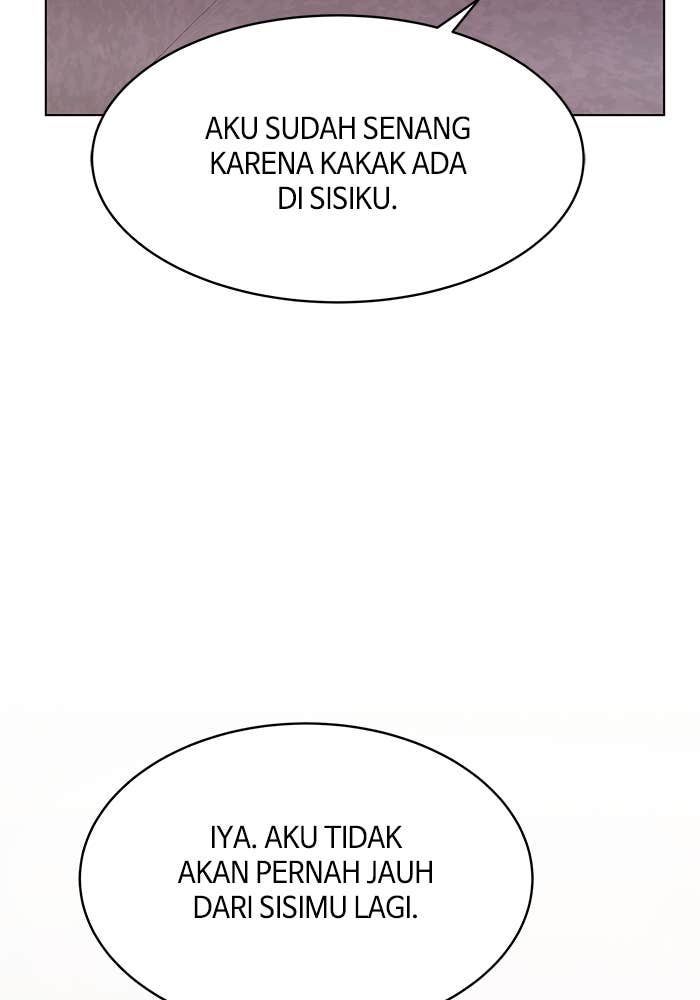 AKU SUDAH SENANG
KARENA KAKAK ADA
DI SISIKU.
IYA. AKU TIDAK
AKAN PERNAH JAUH
DARI SISIMU LAGI.